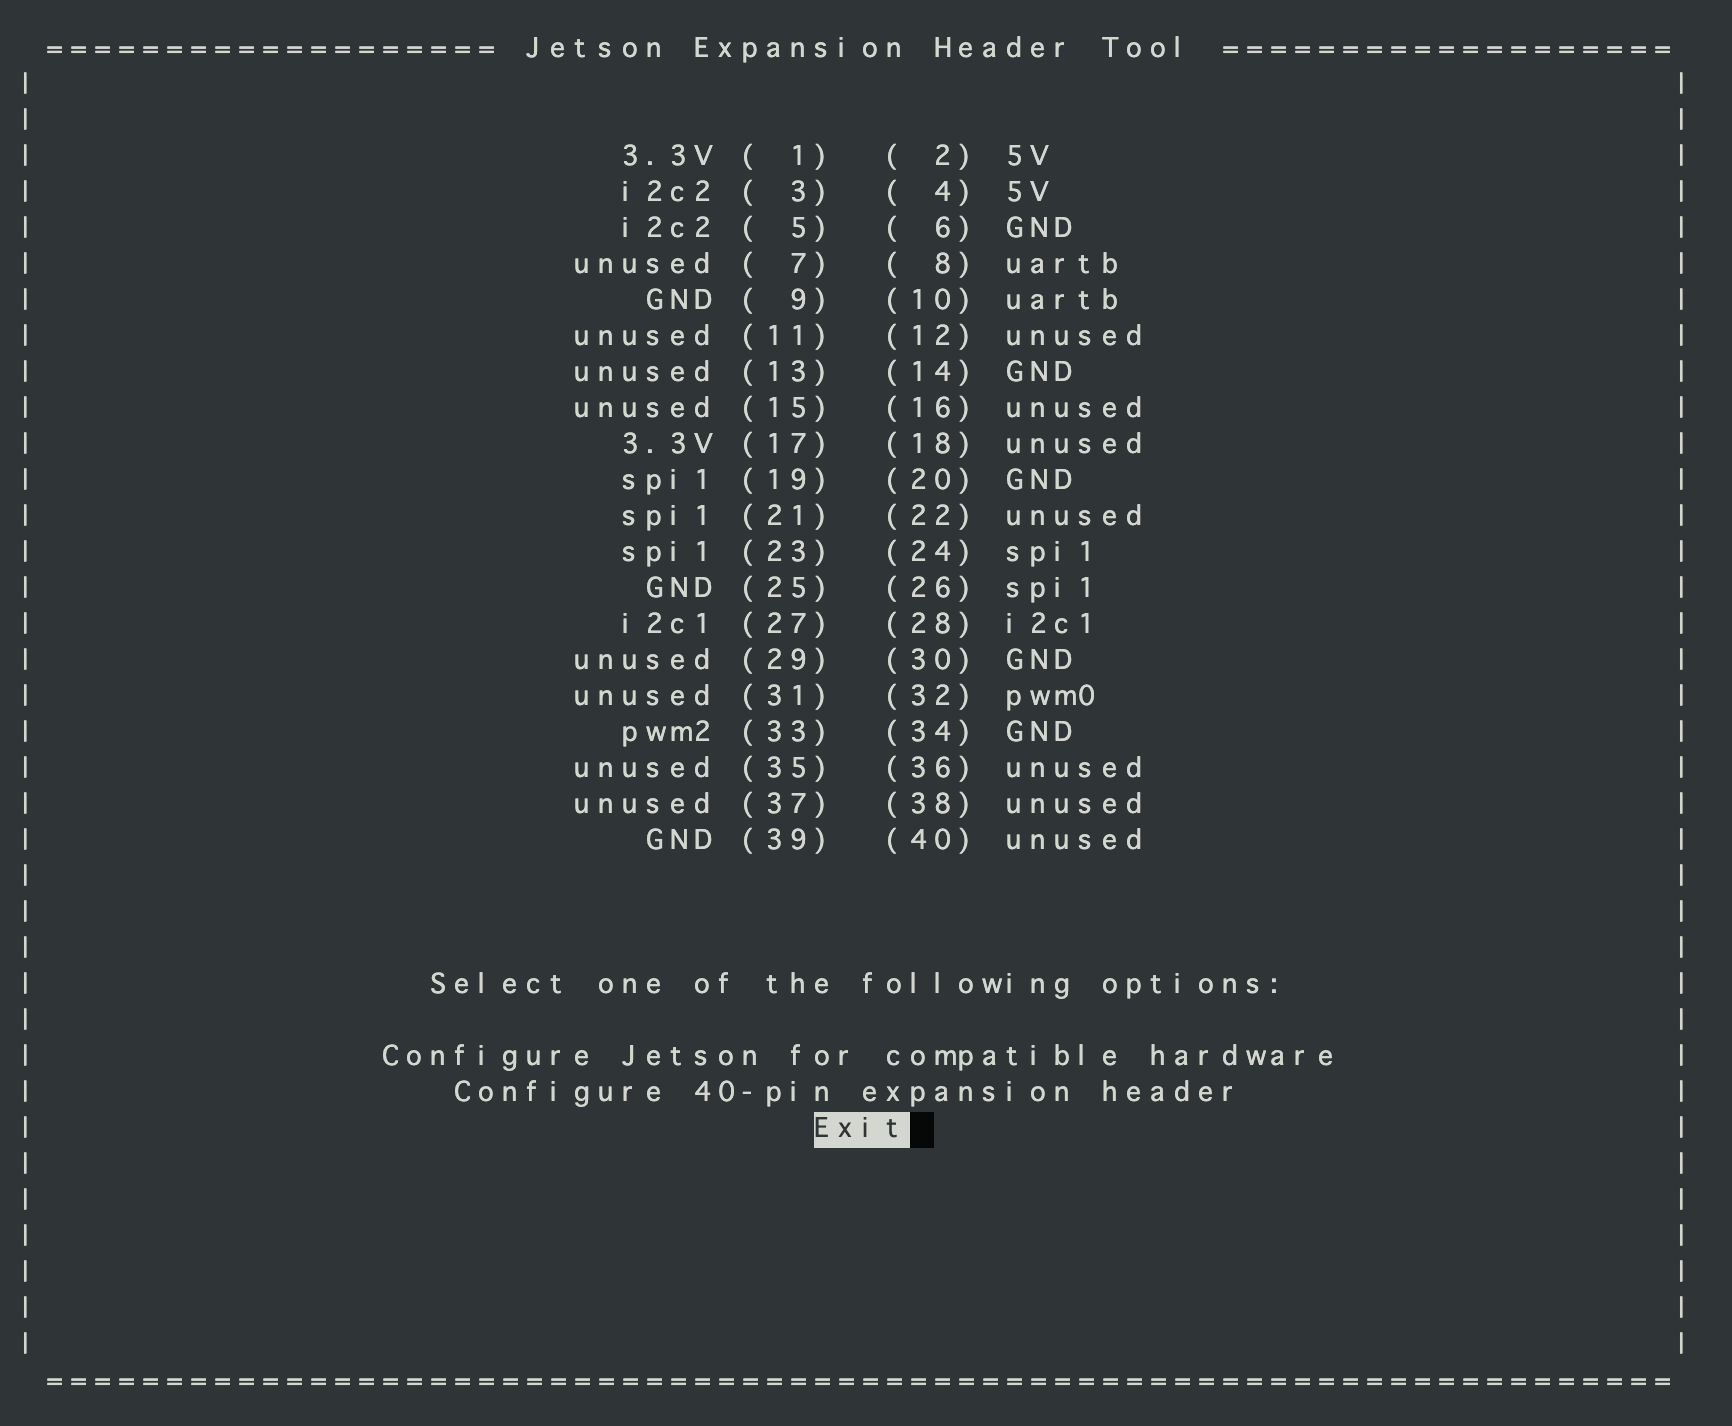 =================== Jetson Expansion Header Tool ===================
3.3V ( 1) ( 2) 5V
i2c2 ( 3) ( 4) 5V
i2c2 ( 5) ( 6) GND
unused ( 7) ( 8) uartb
GND ( 9) (10) uartb
unused (11) (12) unused
unused (13) (14) GND
unused (15) (16) unused
3.3V (17) (18) unused
spi1 (19) (20) GND
spi1 (21) (22) unused
spi1 (23) (24) spi1
GND (25) (26) spi1
i2c1 (27) (28) i2c1
unused (29) (30) GND
unused (31) (32) pwm0
pwm2 (33) (34) GND
unused (35) (36) unused
unused (37) (38) unused
GND (39) (40) unused
Select one of the following options:
Configure Jetson for compatible hardware
Configure 40-pin expansion header
Exit
====================================================================